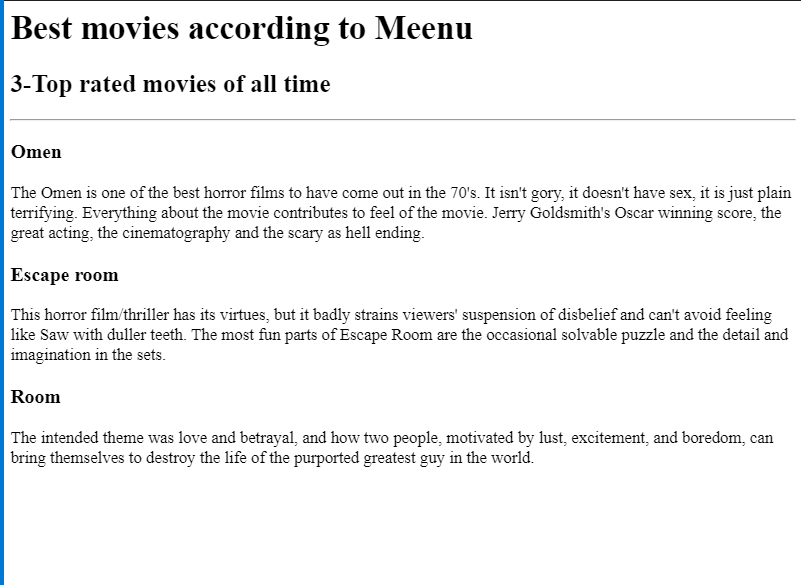 Best movies according to Meenu
3-Top rated movies of all time
Omen
The Omen is one of the best horror films to have come out in the 70's. It isn't gory, it doesn't have sex, it is just plain
terrifying. Everything about the movie contributes to feel of the movie. Jerry Goldsmith's Oscar winning score, the
great acting, the cinematography and the scary as hell ending.
Escape room
This horror film/thriller has its virtues, but it badly strains viewers' suspension of disbelief and can't avoid feeling
like Saw with duller teeth. The most fun parts of Escape Room are the occasional solvable puzzle and the detail and
imagination in the sets.
Room
The intended theme was love and betrayal, and how two people, motivated by lust, excitement, and boredom, can
bring themselves to destroy the life of the purported greatest guy in the world.